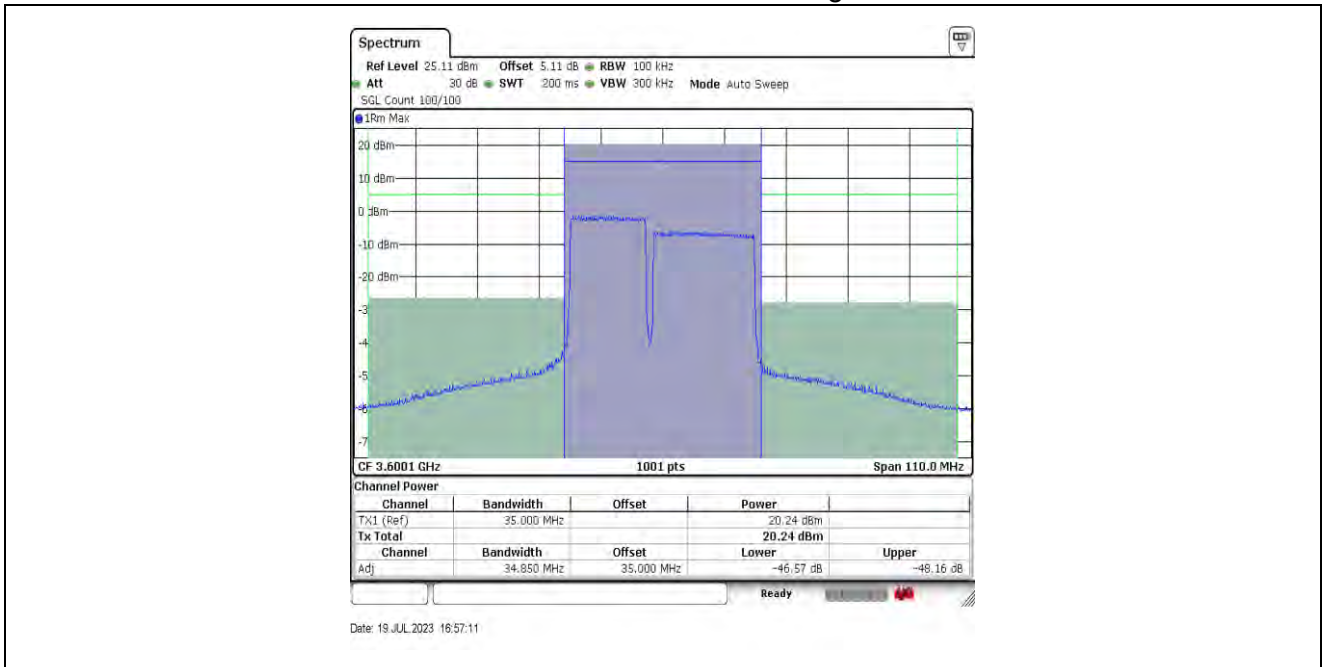 Spectrum
Ref Level 25.11 dBm Offset 5.11 dB RBW 100 kHz
Att 30 dB SWT 200 ms VBW 300 kHz Mode Auto Sweep
SGL Count 100/100
1Rm Max
20 dBm
10 dBm
0 dBm
-10 dBm
-20 dBm
-3
-4
-5
-6
-7
CF 3.6001 GHz 1001 pts Span 110.0 MHz
Channel Power
Channel Bandwidth Offset Power
TX1 (Ref) 35.000 MHz 20.24 dBm
Tx Total 20.24 dBm
Channel Bandwidth Offset Lower Upper
Adj 34.850 MHz 35.000 MHz -46.57 dB -48.16 dB
Ready
Date: 19.JUL.2023 16:57:11